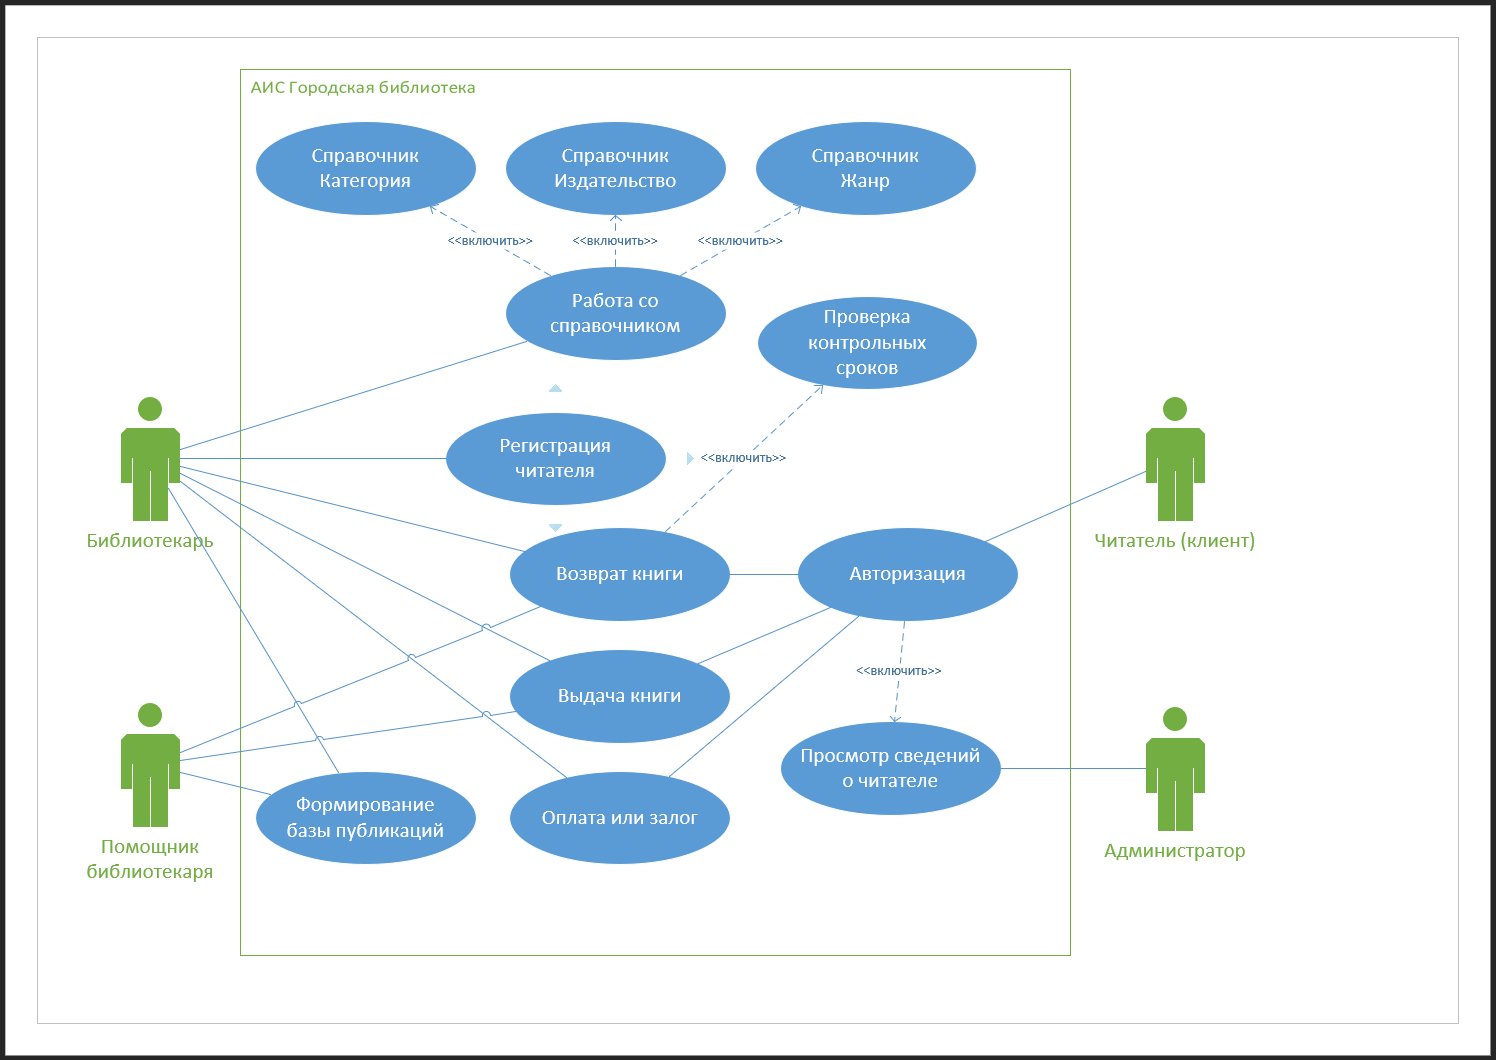 АИС Городская библиотека
Справочник
Категория
Справочник
Издательство
Справочник
Жанр
<<включить>>
<<включить>>
<<включить>>
Работа со
справочником
Проверка
контрольных
сроков
Регистрация
читателя
<<включить>>
Библиотекарь
Читатель (клиент)
Возврат книги
Авторизация
<<включить>>
Выдача книги
Просмотр сведений
о читателе
Формирование
базы публикаций
Оплата или залог
Помощник
библиотекаря
Администратор